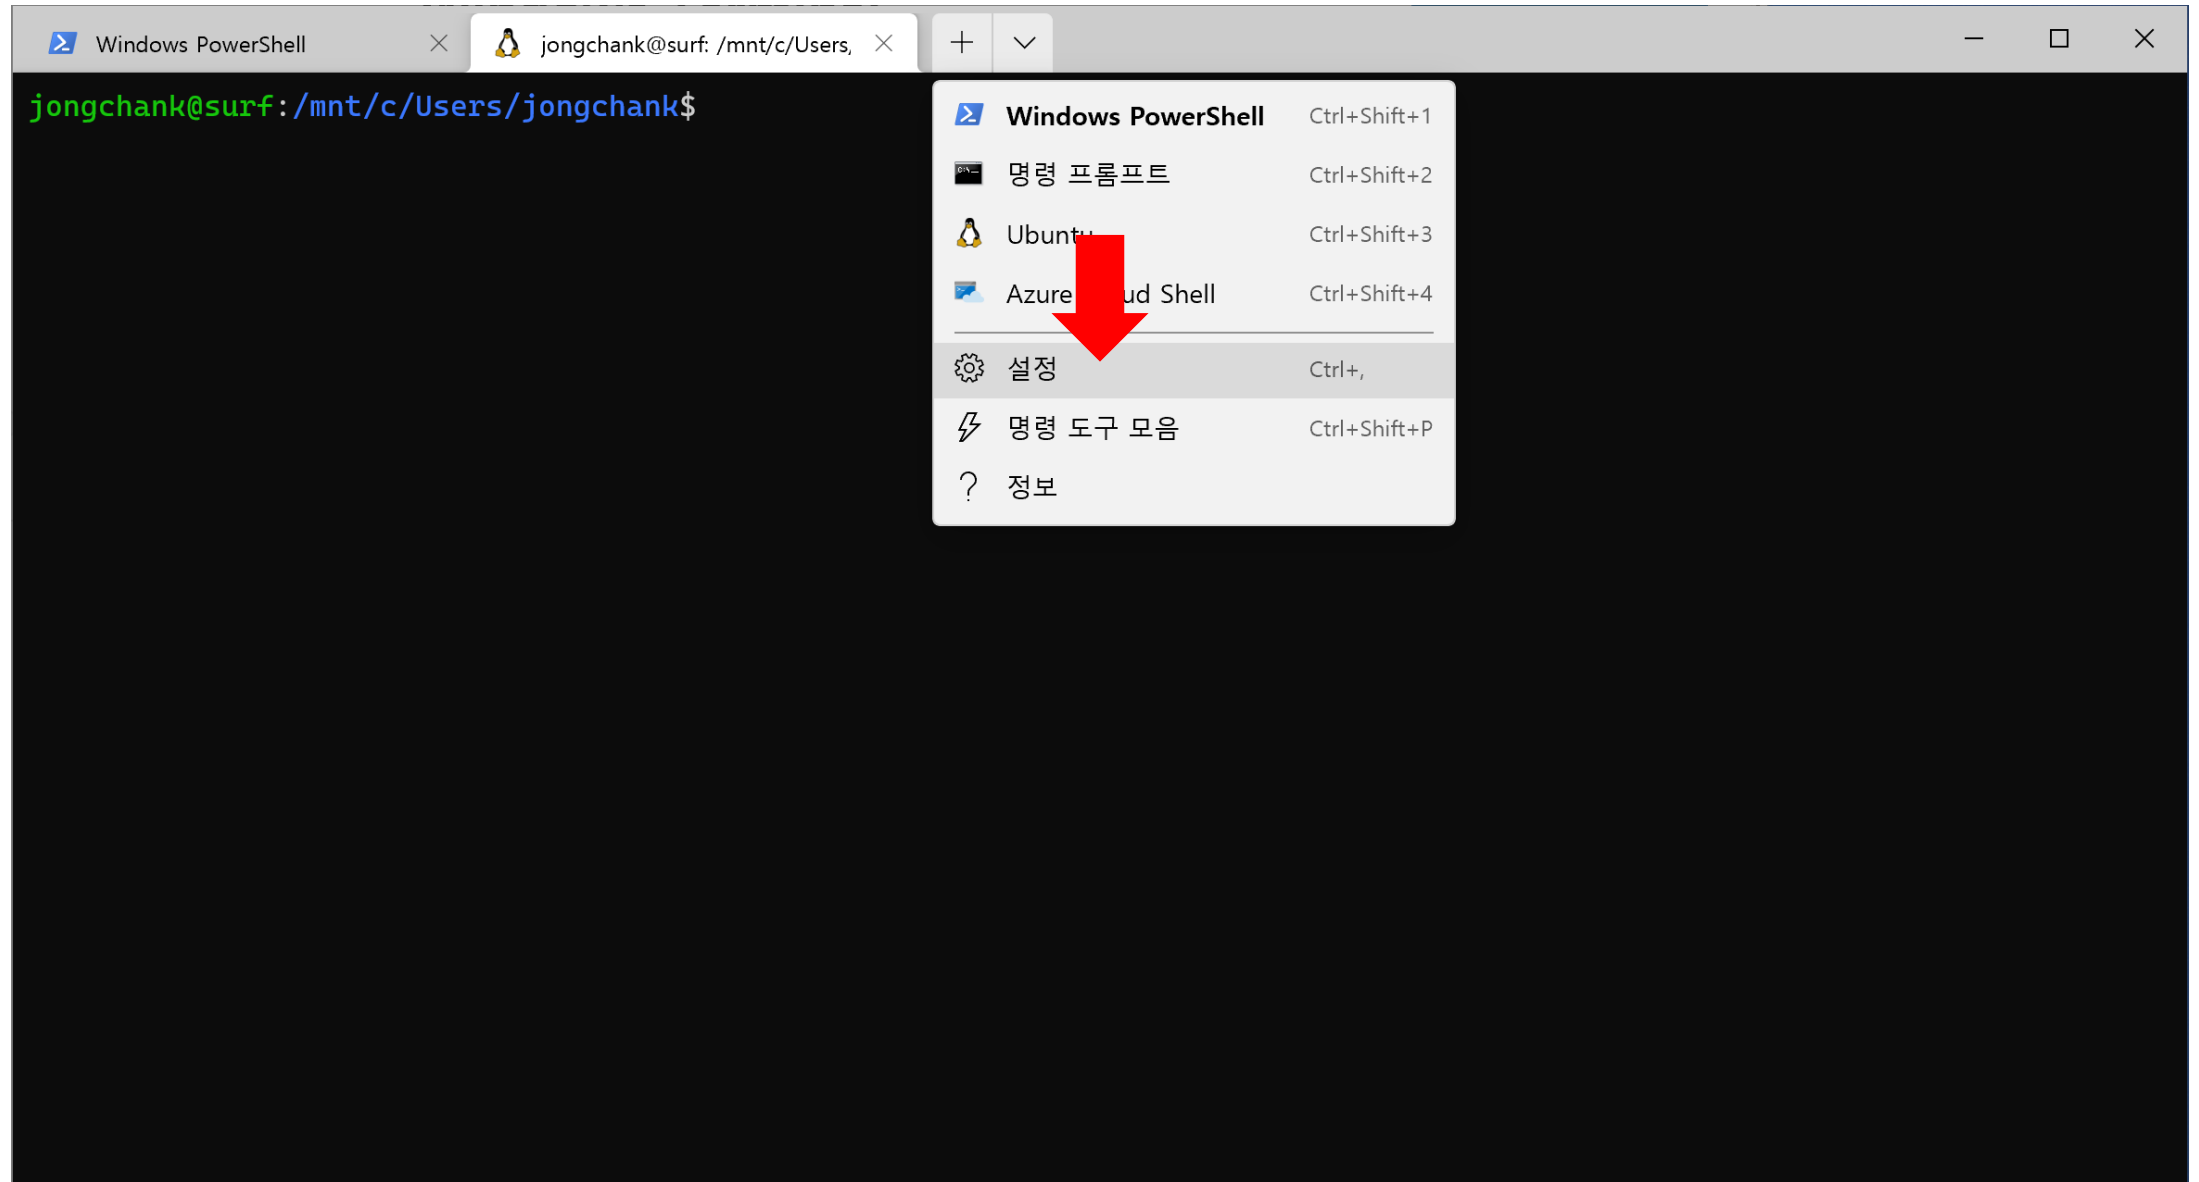 Windows PowerShell
jongchank@surf: /mnt/c/Users,
jongchank@surf:/mnt/c/Users/jongchank$
Windows PowerShell Ctrl+Shift+1
명령 프롬프트 Ctrl+Shift+2
Ubuntu Ctrl+Shift+3
Azure ud Shell Ctrl+Shift+4
설정 Ctrl+,
명령 도구 모음 Ctrl+Shift+P
정보